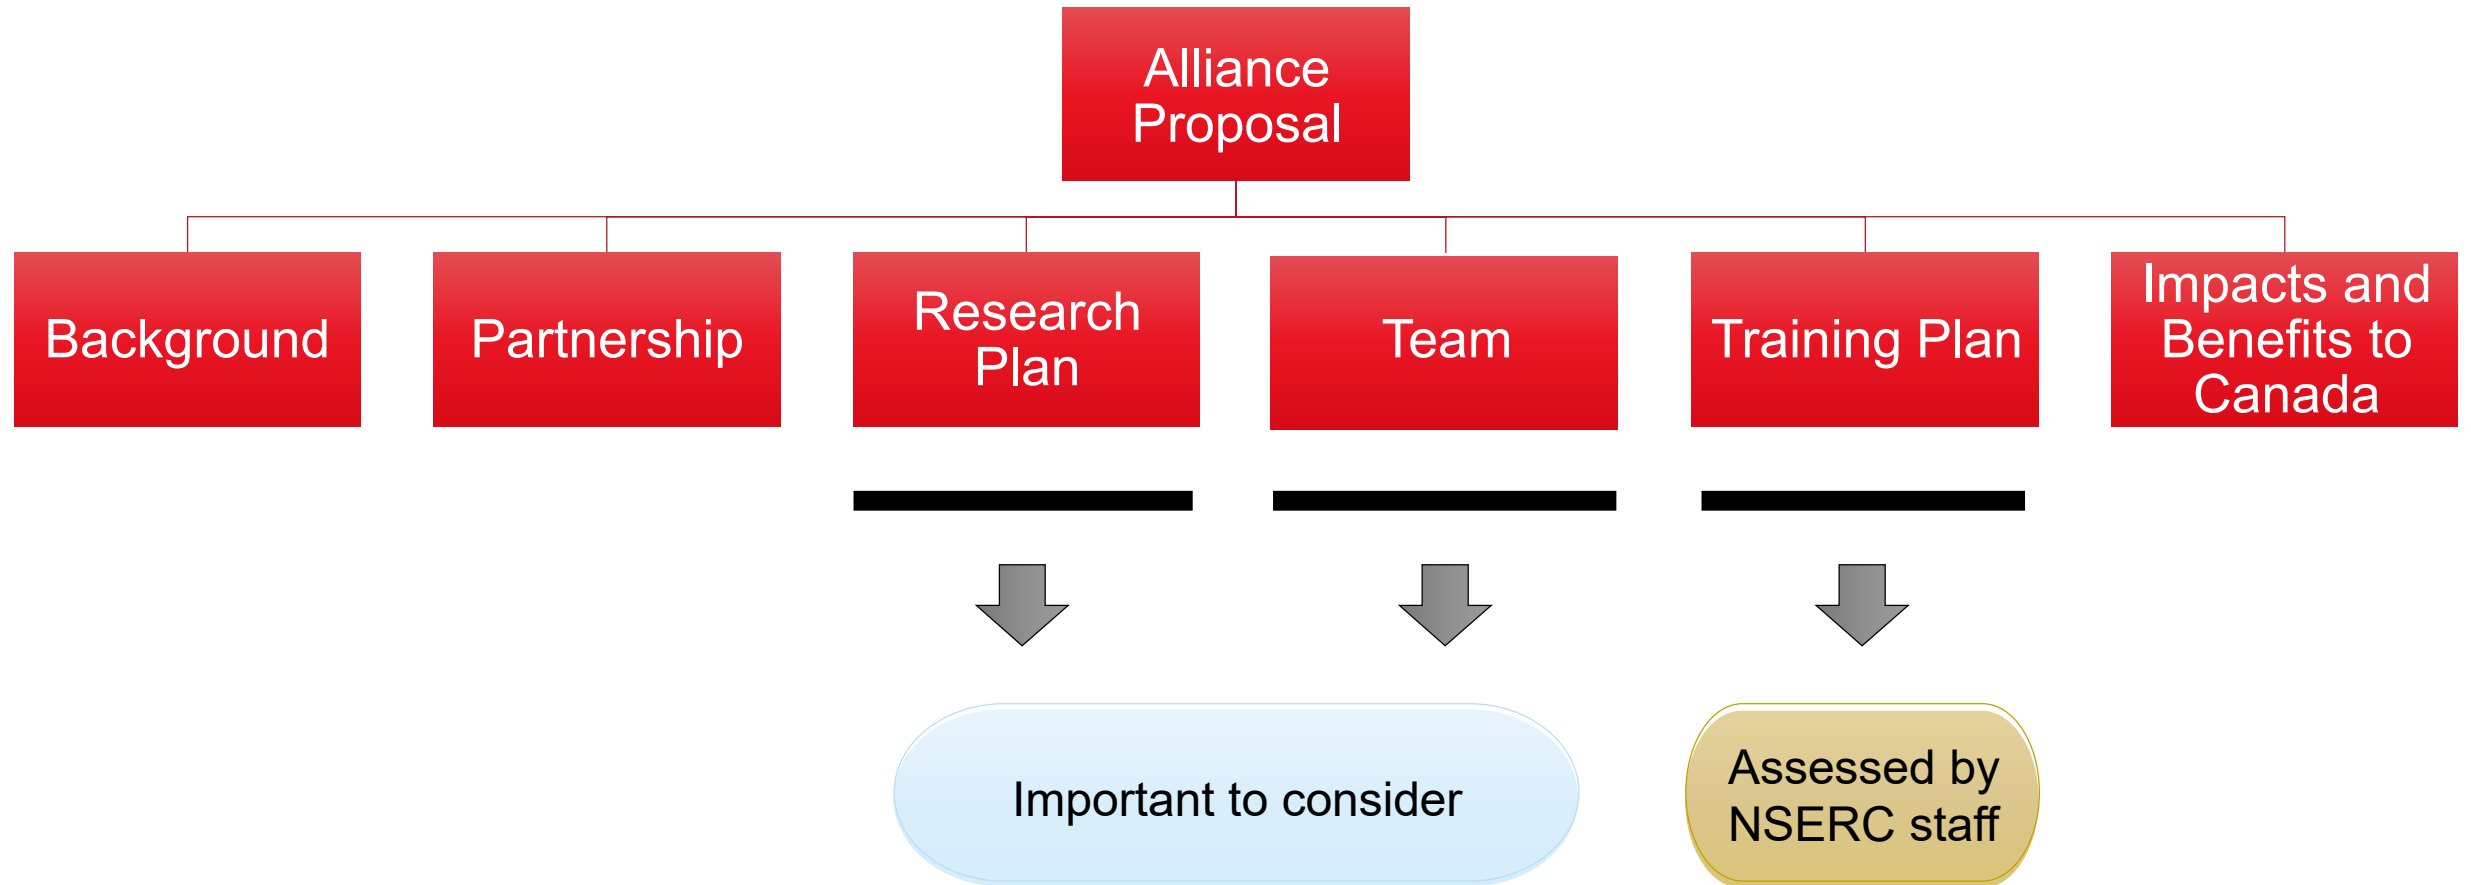 Alliance
Proposal
Background
Partnership
Research
Plan
Team
Training Plan
Impacts and
Benefits to
Canada
Important to consider
Assessed by
NSERC staff